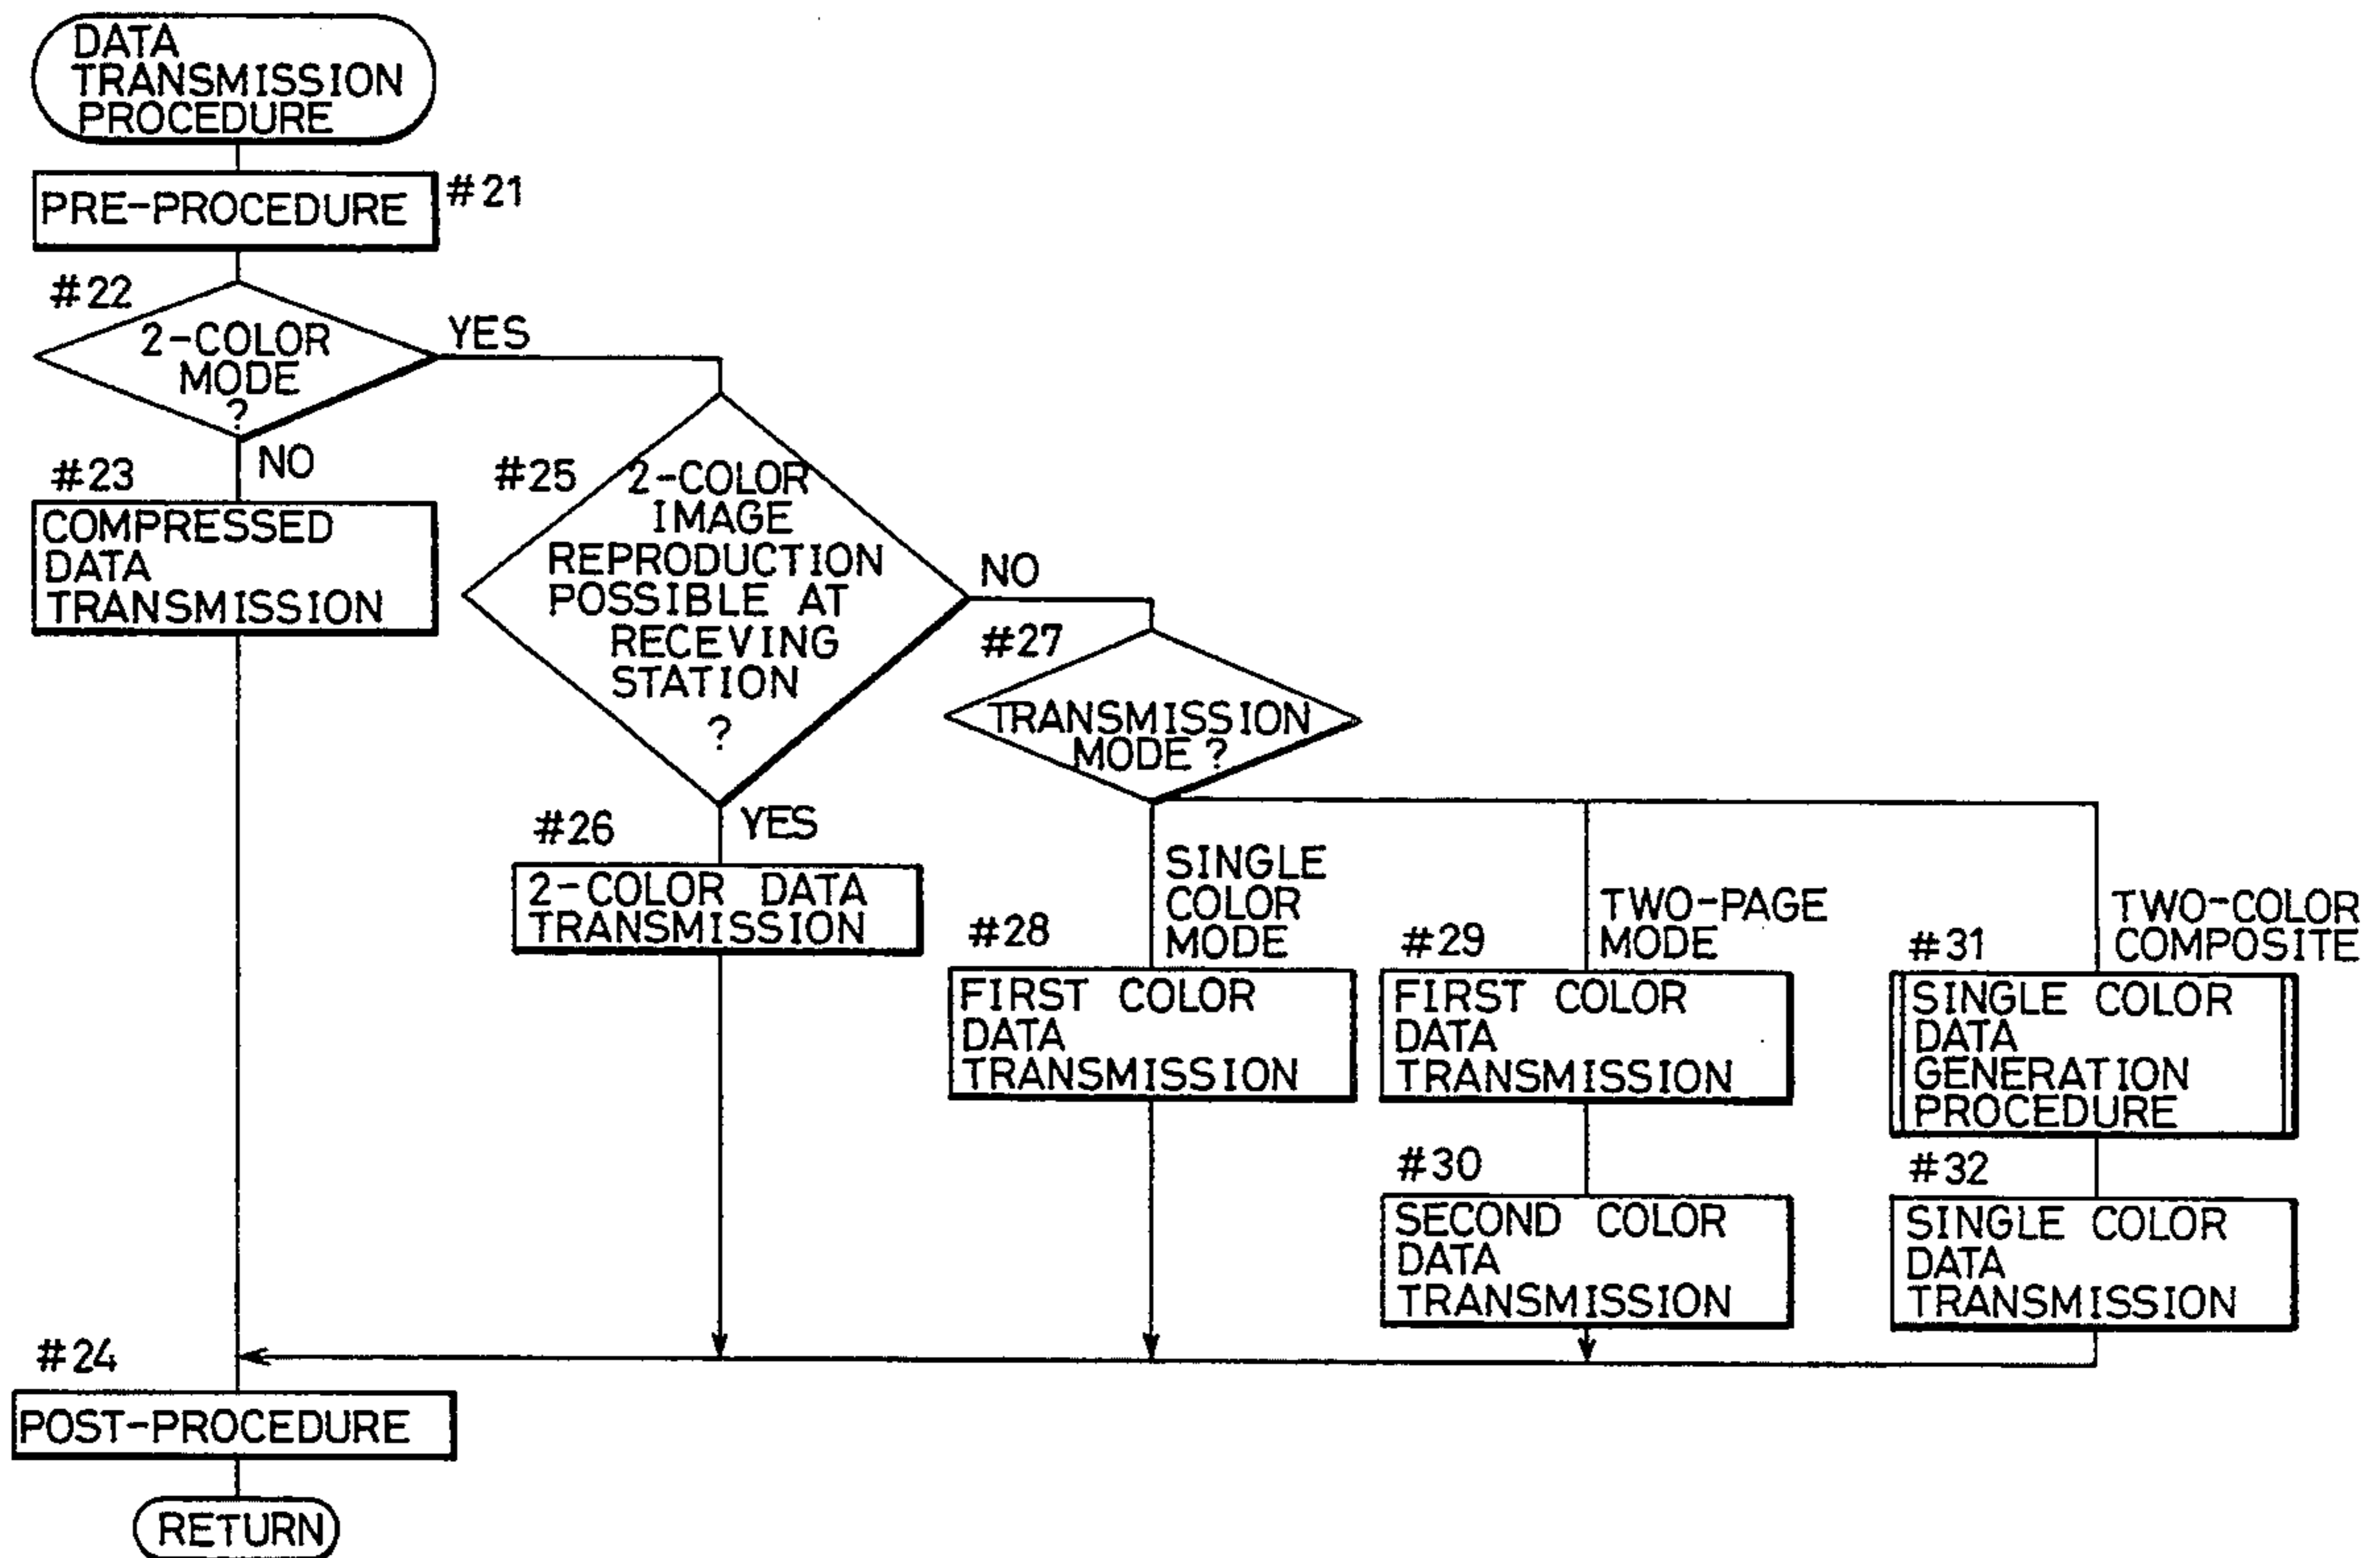 DATA
TRANSMISSION
PROCEDURE
PRE-PROCEDURE
#21
#22
2-COLOR
MODE
?
YES
NO
#23
COMPRESSED
DATA
TRANSMISSION
#25
2-COLOR
IMAGE
REPRODUCTION
POSSIBLE AT
RECEVING
STATION
?
NO
YES
#26
2-COLOR DATA
TRANSMISSION
#27
TRANSMISSION
MODE ?
SINGLE
COLOR
MODE
#28
FIRST COLOR
DATA
TRANSMISSION
TWO-PAGE
MODE
#29
FIRST COLOR
DATA
TRANSMISSION
#30
SECOND COLOR
DATA
TRANSMISSION
TWO-COLOR
COMPOSITE
#31
SINGLE COLOR
DATA
GENERATION
PROCEDURE
#32
SINGLE COLOR
DATA
TRANSMISSION
#24
POST-PROCEDURE
RETURN